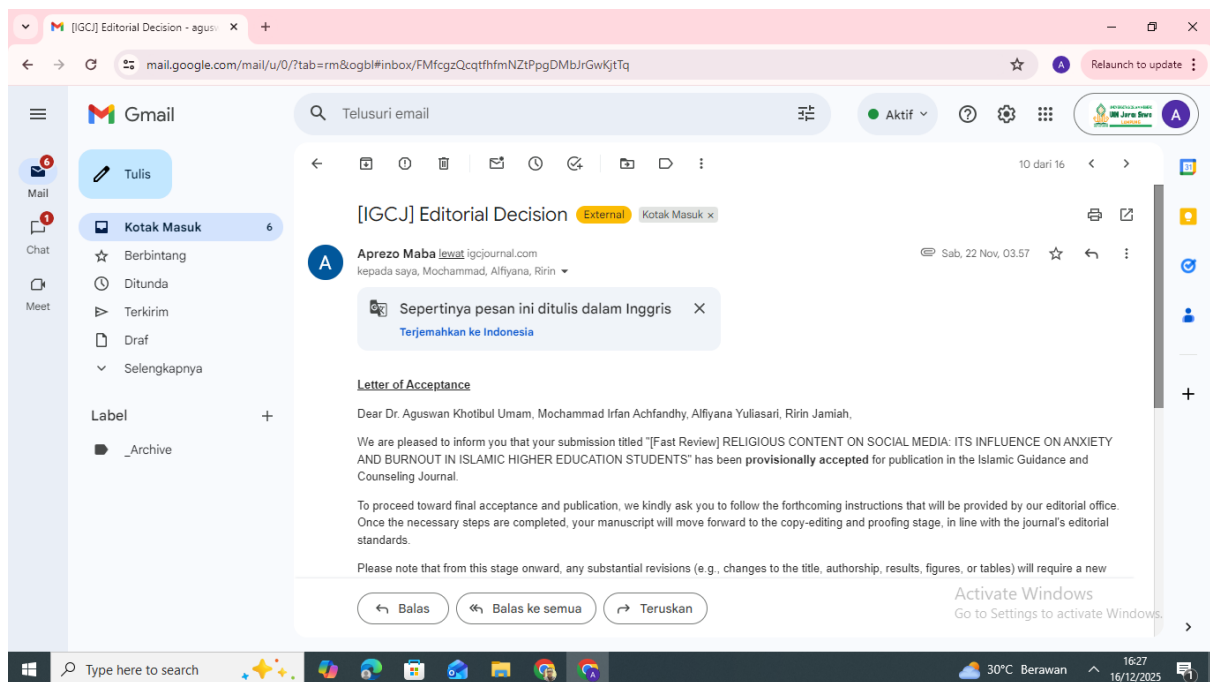 [IGCJ] Editorial Decision - agusw
mail.google.com/mail/u/0/?tab=rm&ogbl#inbox/FMfcgzQcqtfhfmNZtPpgDMbJrGwKjtTq
A
Relaunch to update
Gmail
Telusuri email
Aktif
A
6
Mail
1
Chat
Meet
Tulis
Kotak Masuk 6
Berbintang
Ditunda
Terkirim
Draf
Selengkapnya
Label
_Archive
10 dari 16
31
[IGCJ] Editorial Decision External Kotak Masuk x
A
Aprezo Maba lewat igcjournal.com
Sab, 22 Nov, 03.57
kepada saya, Mochammad, Alfiyana, Ririn
Sepertinya pesan ini ditulis dalam Inggris
Terjemahkan ke Indonesia
Letter of Acceptance
Dear Dr. Aguswan Khotibul Umam, Mochammad Irfan Achfandhy, Alfiyana Yuliasari, Ririn Jamiah,
We are pleased to inform you that your submission titled "[Fast Review] RELIGIOUS CONTENT ON SOCIAL MEDIA: ITS INFLUENCE ON ANXIETY
AND BURNOUT IN ISLAMIC HIGHER EDUCATION STUDENTS" has been provisionally accepted for publication in the Islamic Guidance and
Counseling Journal.
To proceed toward final acceptance and publication, we kindly ask you to follow the forthcoming instructions that will be provided by our editorial office.
Once the necessary steps are completed, your manuscript will move forward to the copy-editing and proofing stage, in line with the journal's editorial
standards.
Please note that from this stage onward, any substantial revisions (e.g., changes to the title, authorship, results, figures, or tables) will require a new
Balas
Balas ke semua
Teruskan
Activate Windows
Go to Settings to activate Windows.
Type here to search
30°C Berawan
16:27
16/12/2025
1